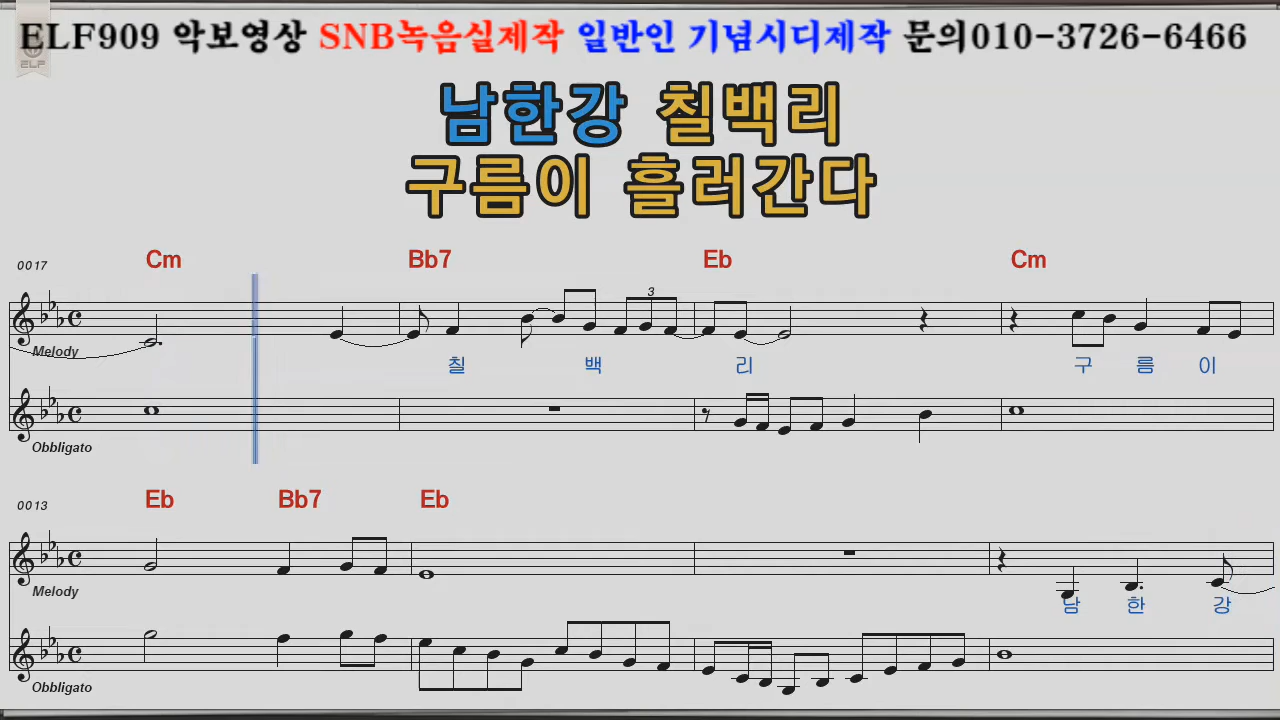 ELF909 악보영상 SNB녹음실제작 일반인 기념시디제작 문의010-3726-6466
ELF
남한강 칠백리
구름이 흘러간다
0017 Cm Bb7 Eb Cm
3
Melody
칠 백 리 구 름 이
Obbligato
0013 Eb Bb7 Eb
Melody
남 한 강
Obbligato